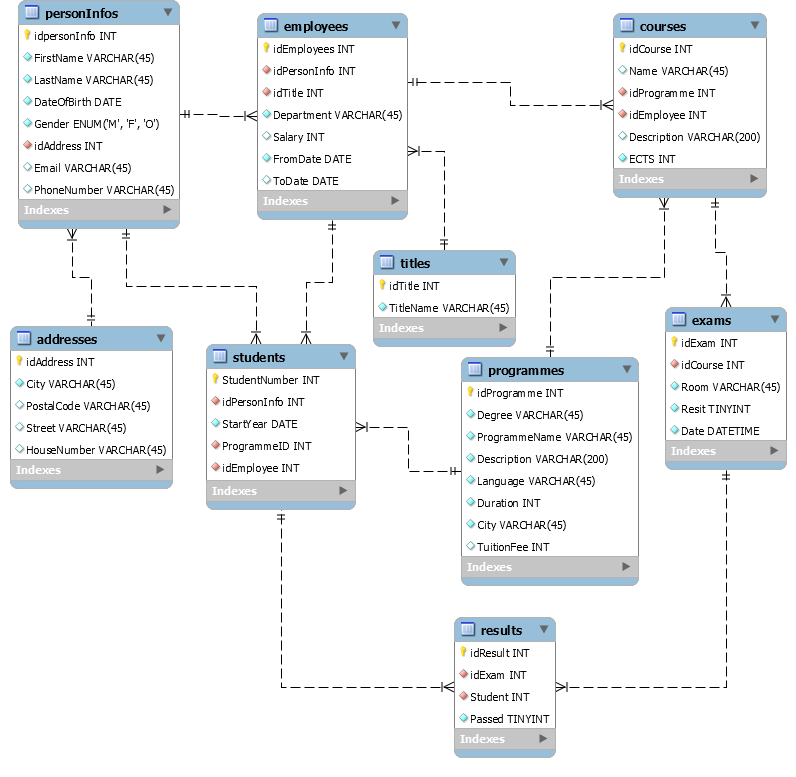 personInfos
idpersonInfo INT
FirstName VARCHAR(45)
LastName VARCHAR(45)
DateOfBirth DATE
Gender ENUM('M', 'F', 'O')
idAddress INT
Email VARCHAR(45)
PhoneNumber VARCHAR(45)
Indexes
employees
idEmployees INT
idPersonInfo INT
idTitle INT
Department VARCHAR(45)
Salary INT
FromDate DATE
ToDate DATE
Indexes
courses
idCourse INT
Name VARCHAR(45)
idProgramme INT
idEmployee INT
Description VARCHAR(200)
ECTS INT
Indexes
titles
idTitle INT
TitleName VARCHAR(45)
Indexes
addresses
idAddress INT
City VARCHAR(45)
PostalCode VARCHAR(45)
Street VARCHAR(45)
HouseNumber VARCHAR(45)
Indexes
students
StudentNumber INT
idPersonInfo INT
StartYear DATE
ProgrammeID INT
idEmployee INT
Indexes
programmes
idProgramme INT
Degree VARCHAR(45)
ProgrammeName VARCHAR(45)
Description VARCHAR(200)
Language VARCHAR(45)
Duration INT
City VARCHAR(45)
TuitionFee INT
Indexes
exams
idExam INT
idCourse INT
Room VARCHAR(45)
Resit TINYINT
Date DATETIME
Indexes
results
idResult INT
idExam INT
Student INT
Passed TINYINT
Indexes